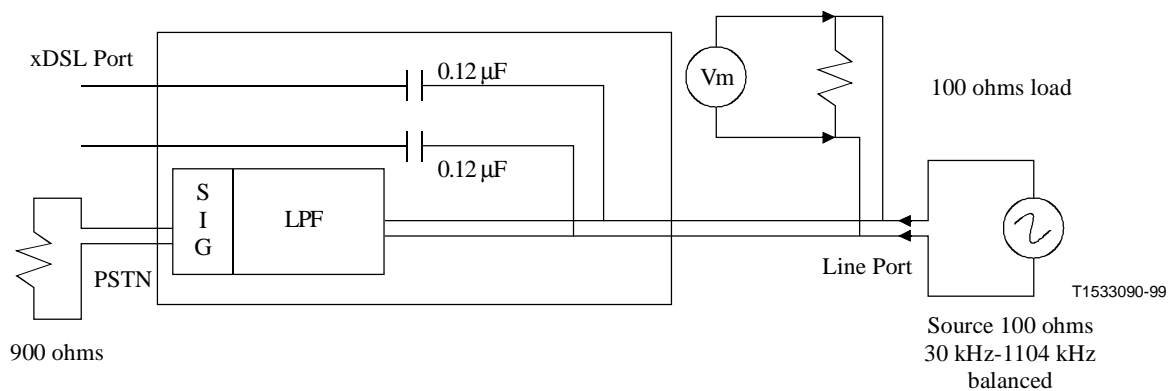 xDSL Port
0.12 µF
0.12 µF
Vm
100 ohms load
S
I
G
LPF
PSTN
Line Port
900 ohms
T1533090-99
Source 100 ohms
30 kHz-1104 kHz
balanced